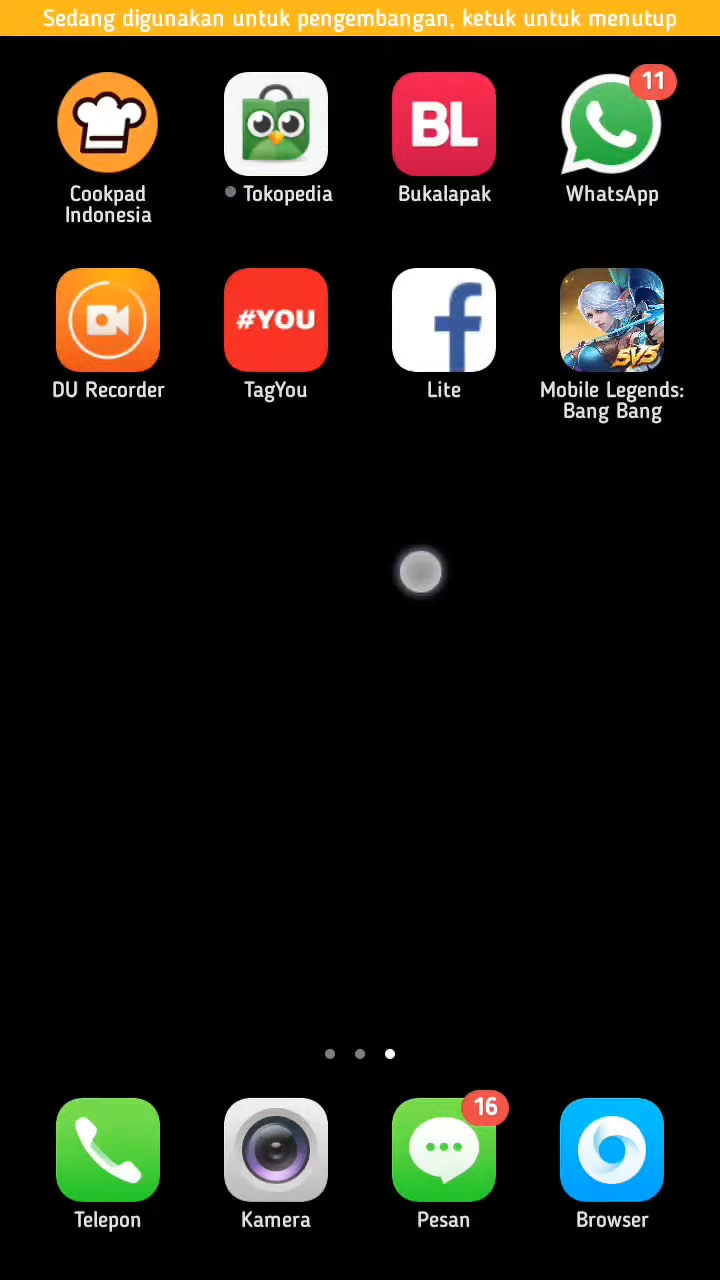 Sedang digunakan untuk pengembangan, ketuk untuk menutup
BL
11
Cookpad
Indonesia
Tokopedia
Bukalapak
WhatsApp
#YOU
5V5
DU Recorder
TagYou
Lite
Mobile Legends:
Bang Bang
16
Telepon
Kamera
Pesan
Browser